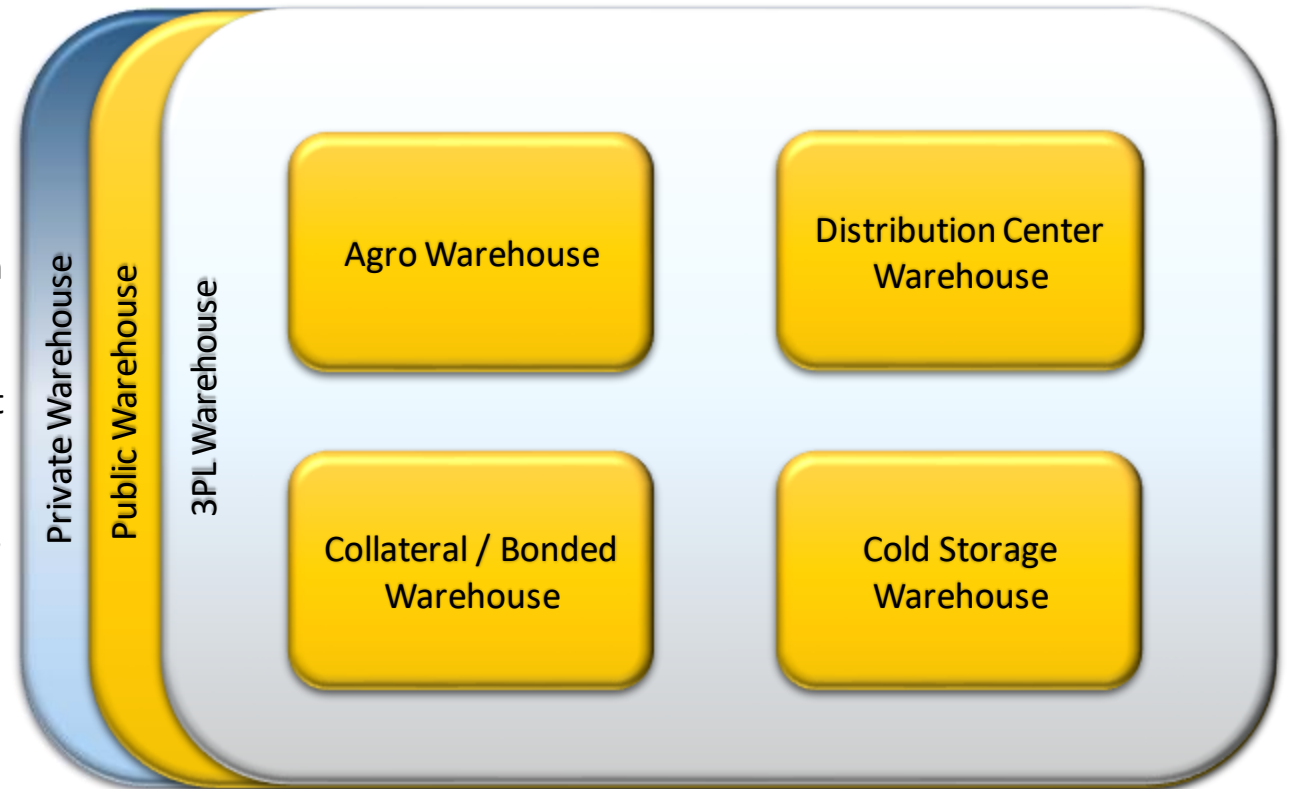 Private Warehouse
Public Warehouse
3PL Warehouse
Agro Warehouse
Distribution Center
Warehouse
Collateral / Bonded
Warehouse
Cold Storage
Warehouse